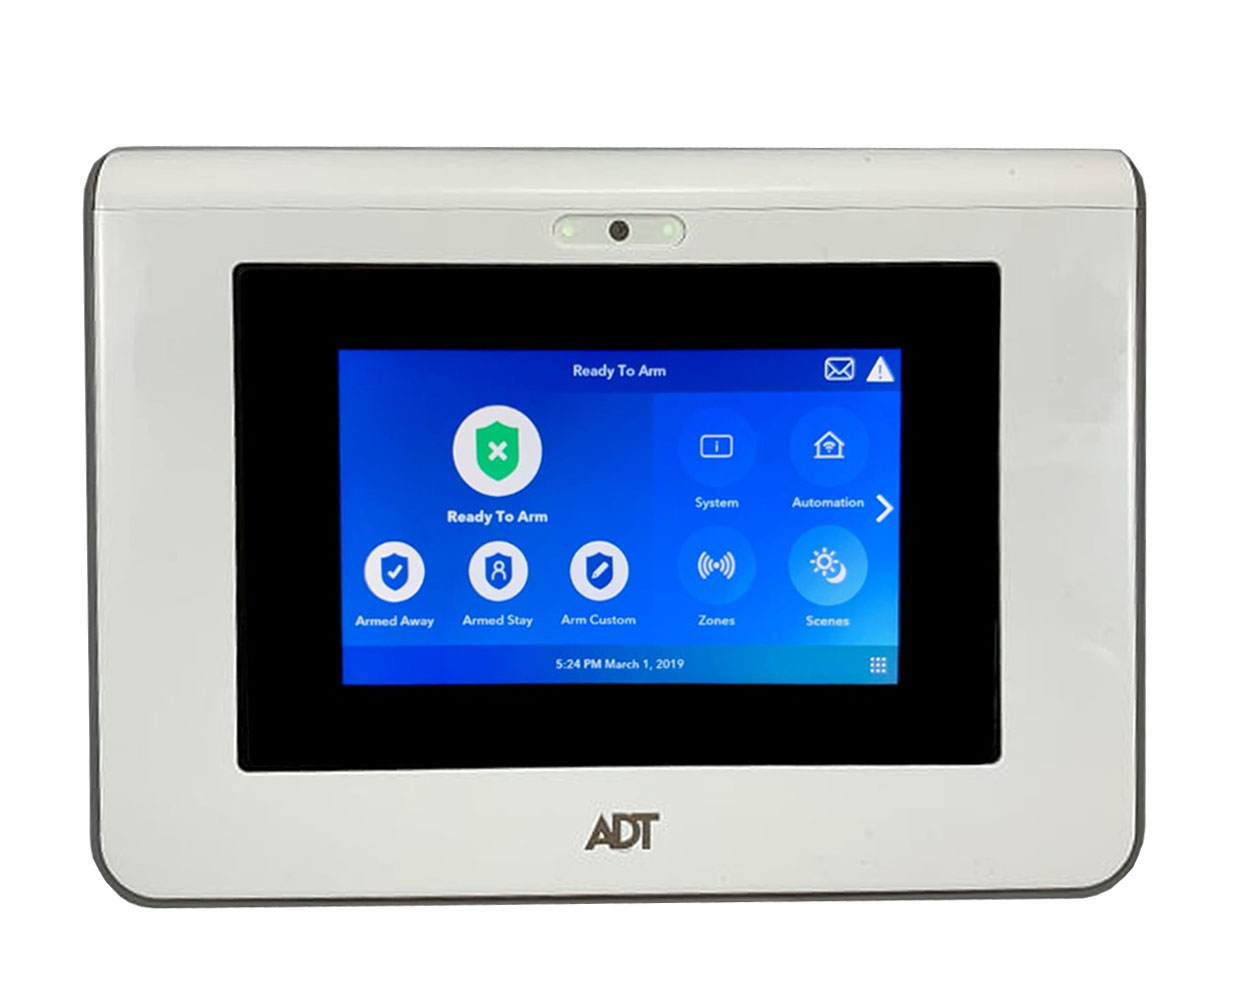 Ready To Arm
Ready To Arm
Armed Away
Armed Stay
Arm Custom
System
Automation
Zones
Scenes
5:24 PM March 1, 2019
ADT